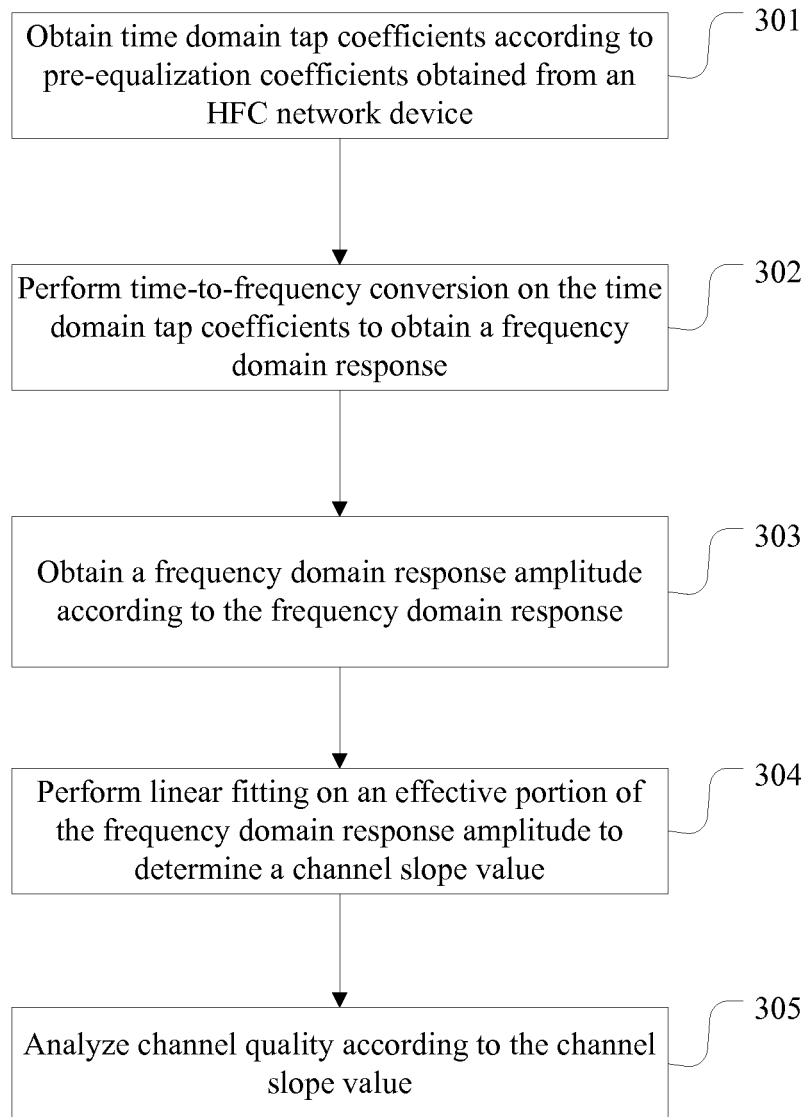 Obtain time domain tap coefficients according to
pre-equalization coefficients obtained from an
HFC network device
301
Perform time-to-frequency conversion on the time
domain tap coefficients to obtain a frequency
domain response
302
Obtain a frequency domain response amplitude
according to the frequency domain response
303
Perform linear fitting on an effective portion of
the frequency domain response amplitude to
determine a channel slope value
304
Analyze channel quality according to the channel
slope value
305